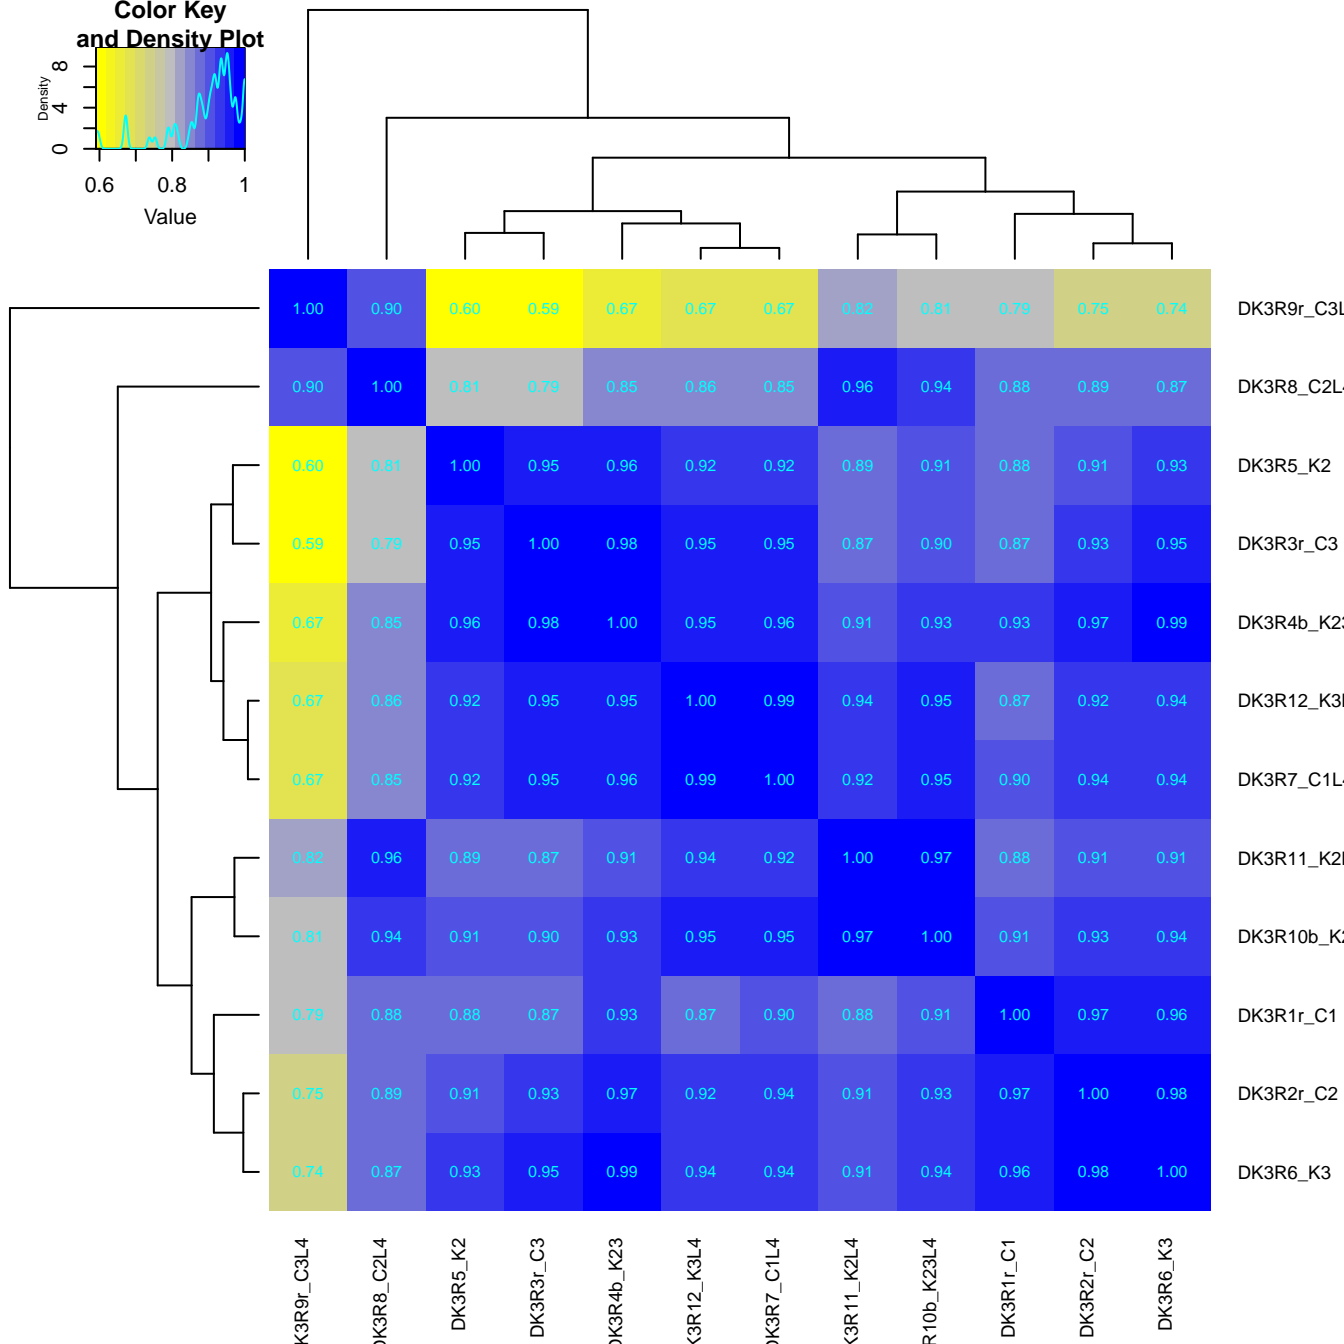 Color Key
and Density Plot
Density
0 4 8
0.6 0.8 1
Value
1.00 0.90 0.60 0.59 0.67 0.67 0.67 0.82 0.81 0.79 0.75 0.74 DK3R9r_C3L
0.90 1.00 0.81 0.79 0.85 0.86 0.85 0.96 0.94 0.88 0.89 0.87 DK3R8_C2L4
0.60 0.81 1.00 0.95 0.96 0.92 0.92 0.89 0.91 0.88 0.91 0.93 DK3R5_K2
0.59 0.79 0.95 1.00 0.98 0.95 0.95 0.87 0.90 0.87 0.93 0.95 DK3R3r_C3
0.67 0.85 0.96 0.98 1.00 0.95 0.96 0.91 0.93 0.93 0.97 0.99 DK3R4b_K23
0.67 0.86 0.92 0.95 0.95 1.00 0.99 0.94 0.95 0.87 0.92 0.94 DK3R12_K3L
0.67 0.85 0.92 0.95 0.96 0.99 1.00 0.92 0.95 0.90 0.94 0.94 DK3R7_C1L4
0.82 0.96 0.89 0.87 0.91 0.94 0.92 1.00 0.97 0.88 0.91 0.91 DK3R11_K2L
0.81 0.94 0.91 0.90 0.93 0.95 0.95 0.97 1.00 0.91 0.93 0.94 DK3R10b_K2
0.79 0.88 0.88 0.87 0.93 0.87 0.90 0.88 0.91 1.00 0.97 0.96 DK3R1r_C1
0.75 0.89 0.91 0.93 0.97 0.92 0.94 0.91 0.93 0.97 1.00 0.98 DK3R2r_C2
0.74 0.87 0.93 0.95 0.99 0.94 0.94 0.91 0.94 0.96 0.98 1.00 DK3R6_K3
K3R9r_C3L4
DK3R8_C2L4
DK3R5_K2
DK3R3r_C3
DK3R4b_K23
K3R12_K3L4
DK3R7_C1L4
K3R11_K2L4
R10b_K23L4
DK3R1r_C1
DK3R2r_C2
DK3R6_K3